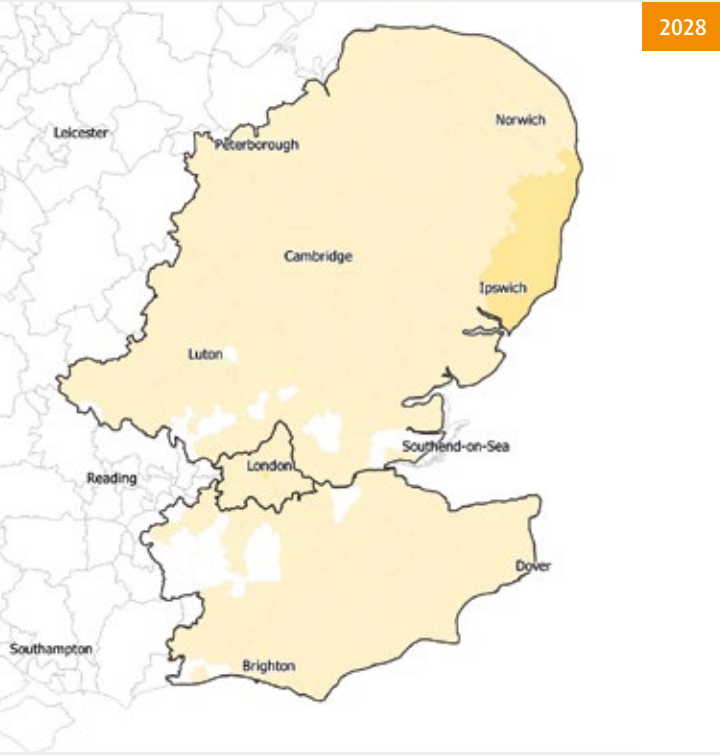 2028
Norwich
Leicester
Peterborough
Cambridge
Ipswich
Luton
Southend-on-Sea
London
Reading
Dover
Southampton
Brighton